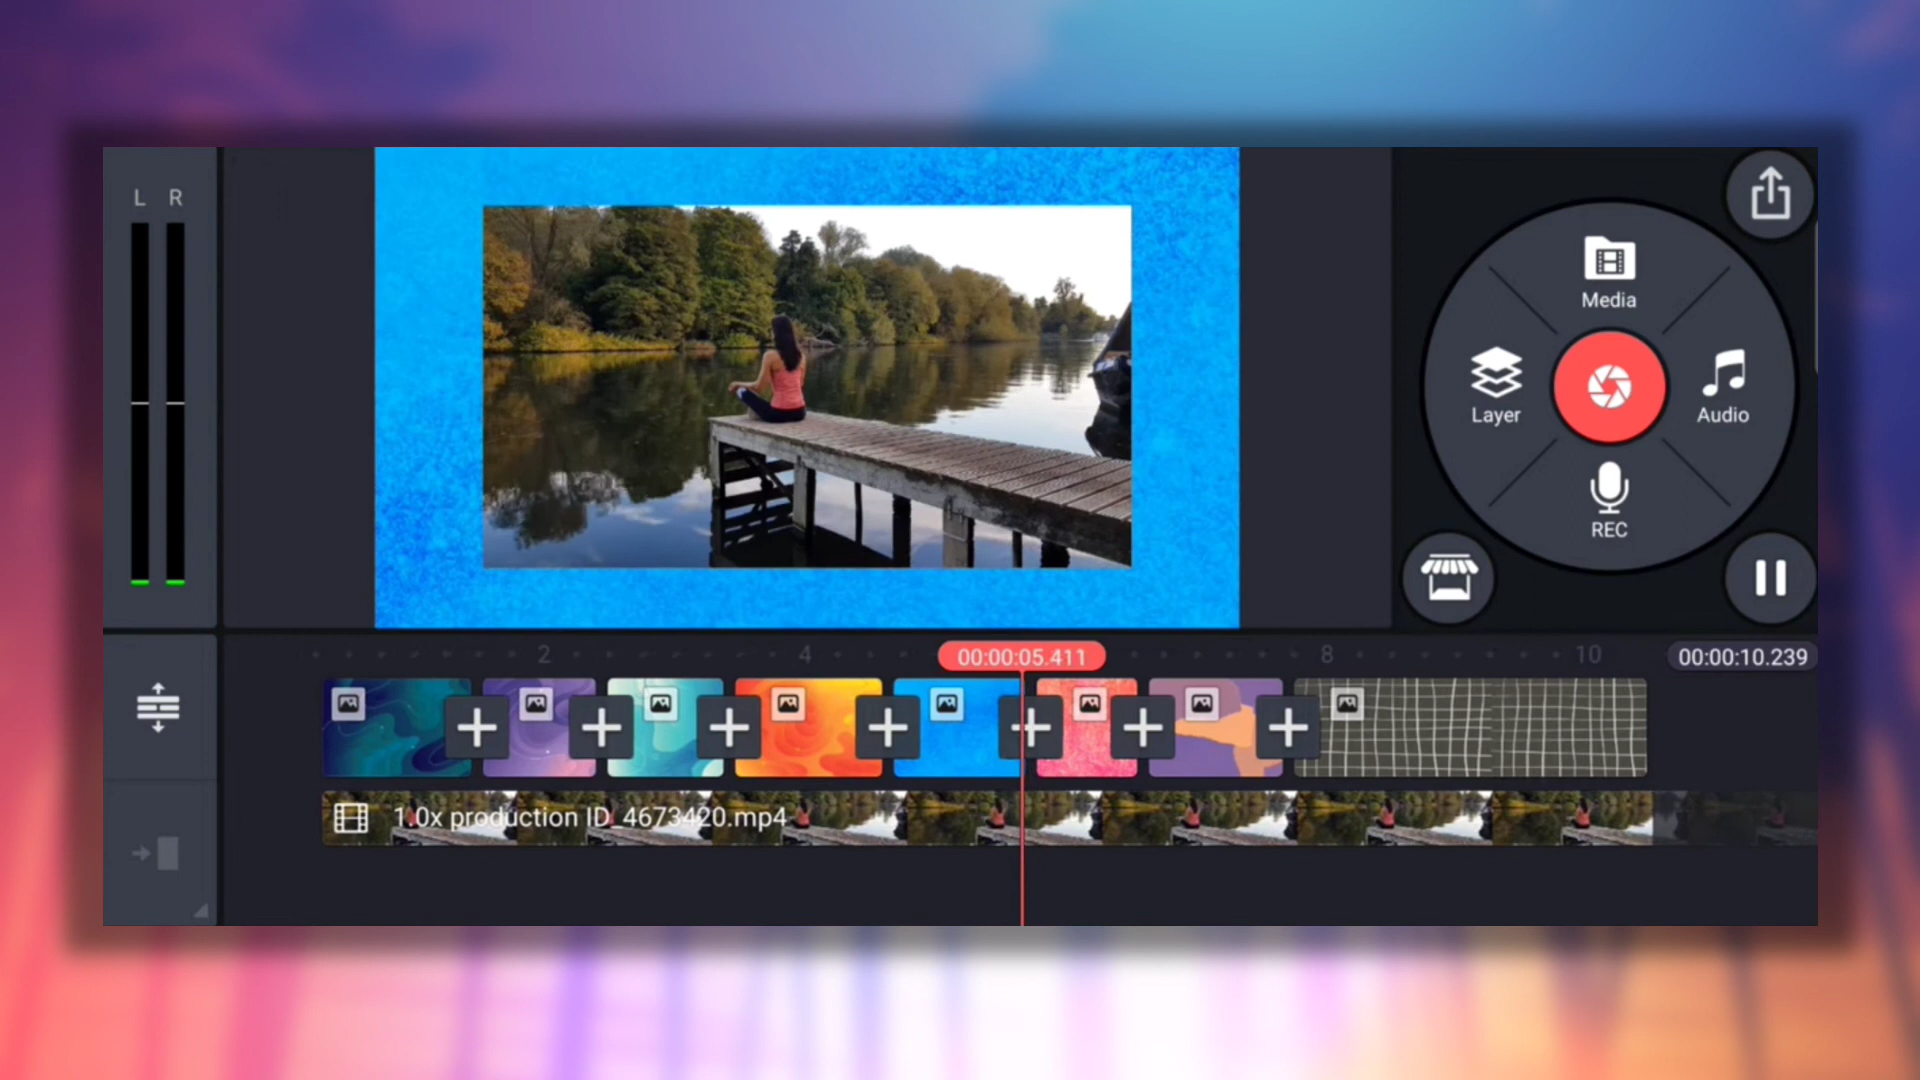 L R
Media
Layer
Audio
REC
2
4
00:00:05.411
8
10
00:00:10.239
1.0x production ID_4673420.mp4